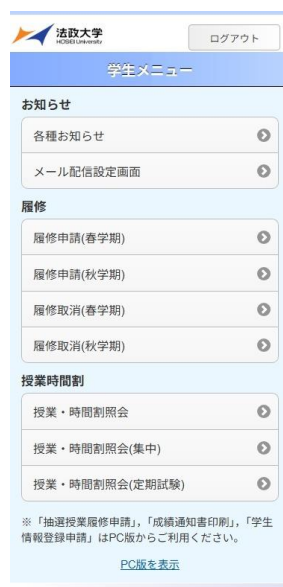 法政大学
HOSEI University
ログアウト
学生メニュー
お知らせ
各種お知らせ
メール配信設定画面
履修
履修申請(春学期)
履修申請(秋学期)
履修取消(春学期)
履修取消(秋学期)
授業時間割
授業・時間割照会
授業・時間割照会(集中)
授業・時間割照会(定期試験)
※「抽選授業履修申請」,「成績通知書印刷」,「学生
情報登録申請」はPC版からご利用ください。
PC版を表示